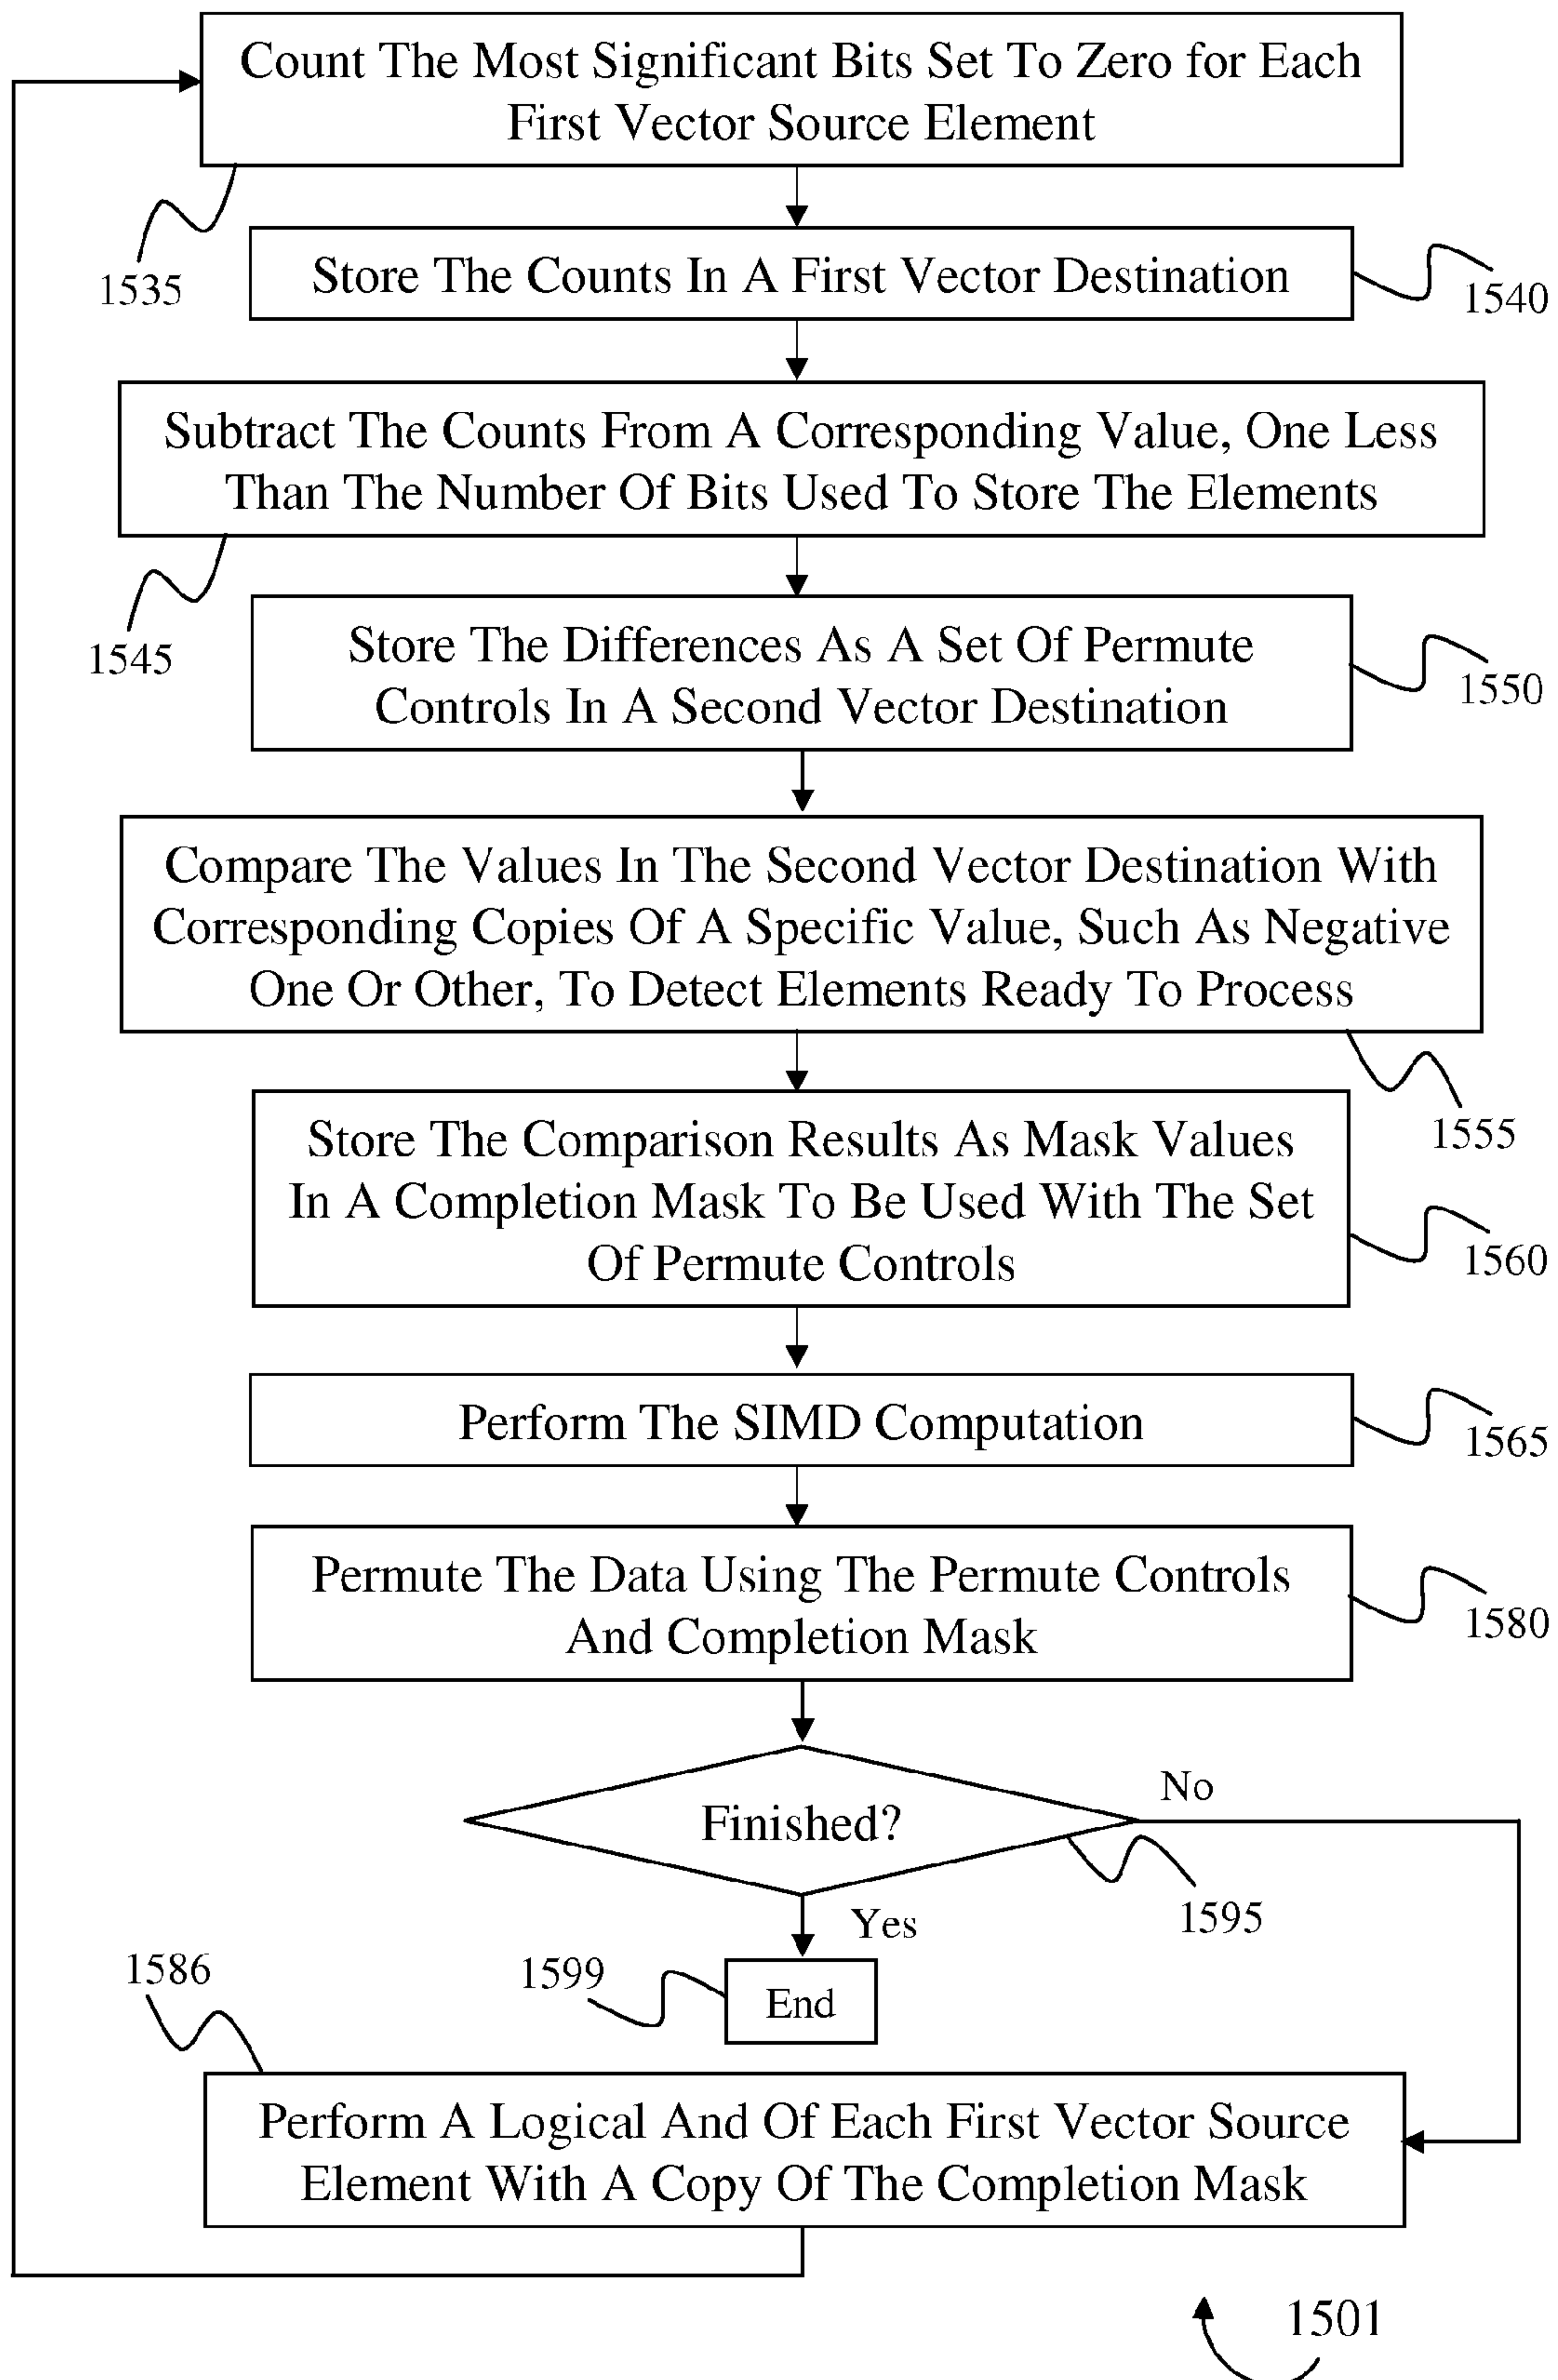 Count The Most Significant Bits Set To Zero for Each
First Vector Source Element
1535
Store The Counts In A First Vector Destination
1540
Subtract The Counts From A Corresponding Value, One Less
Than The Number Of Bits Used To Store The Elements
1545
Store The Differences As A Set Of Permute
Controls In A Second Vector Destination
1550
Compare The Values In The Second Vector Destination With
Corresponding Copies Of A Specific Value, Such As Negative
One Or Other, To Detect Elements Ready To Process
1555
Store The Comparison Results As Mask Values
In A Completion Mask To Be Used With The Set
Of Permute Controls
1560
Perform The SIMD Computation
1565
Permute The Data Using The Permute Controls
And Completion Mask
1580
Finished?
No
1595
Yes
1599
End
1586
Perform A Logical And Of Each First Vector Source
Element With A Copy Of The Completion Mask
1501